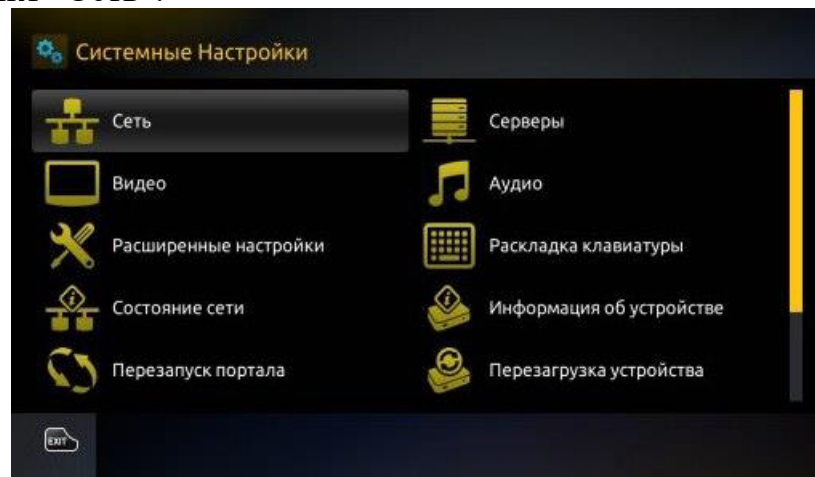 Системные Настройки
Сеть
Серверы
Видео
Аудио
Расширенные настройки
Раскладка клавиатуры
Состояние сети
Информация об устройстве
Перезапуск портала
Перезагрузка устройства
EXIT